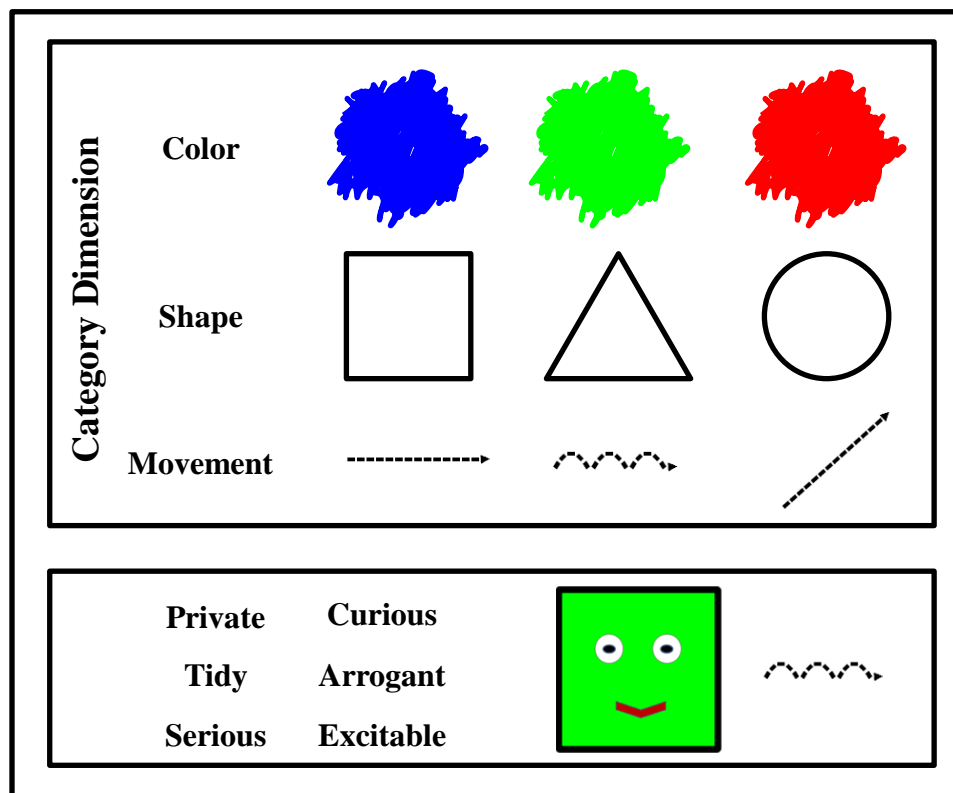 Category Dimension
Color
Shape
Movement
Private Curious
Tidy Arrogant
Serious Excitable